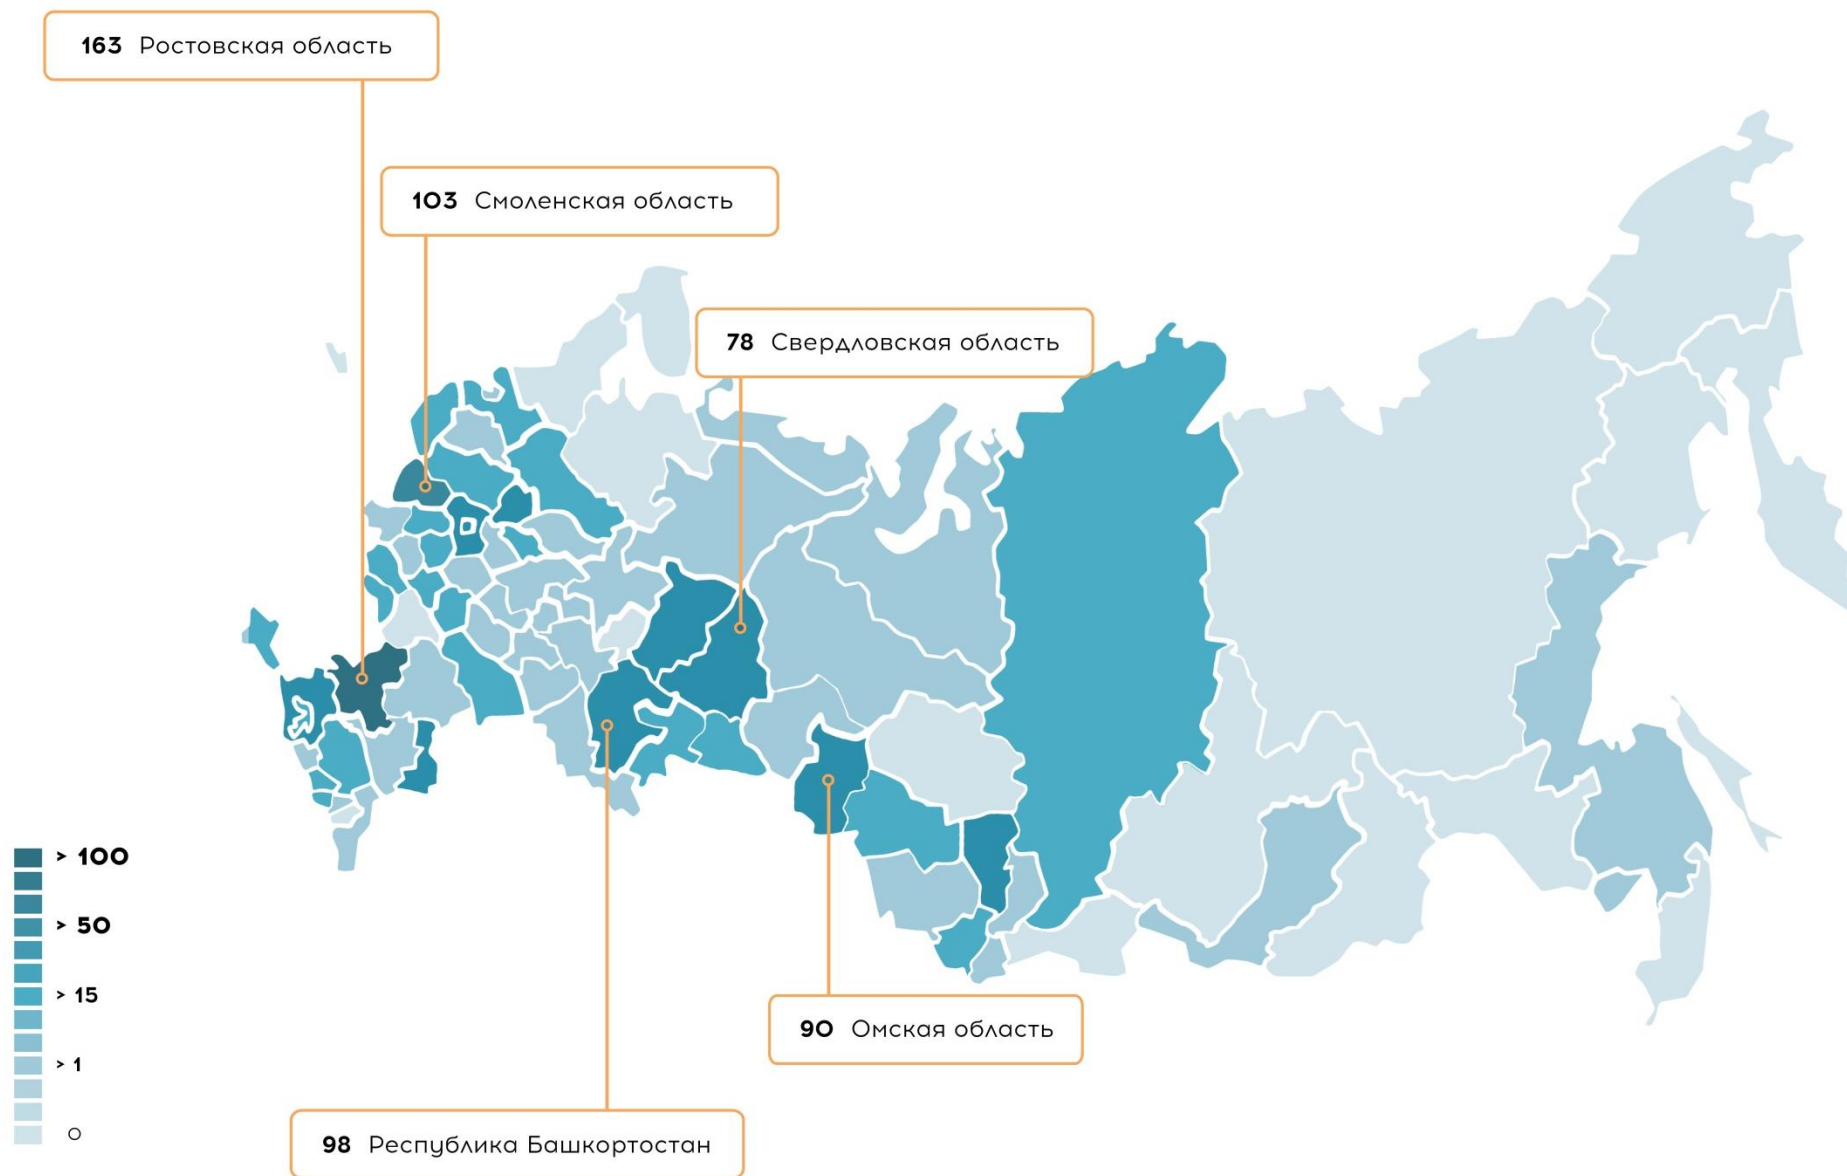 163 Ростовская область
103 Смоленская область
78 Свердловская область
> 100
> 50
> 15
> 1
0
90 Омская область
98 Республика Башкортостан